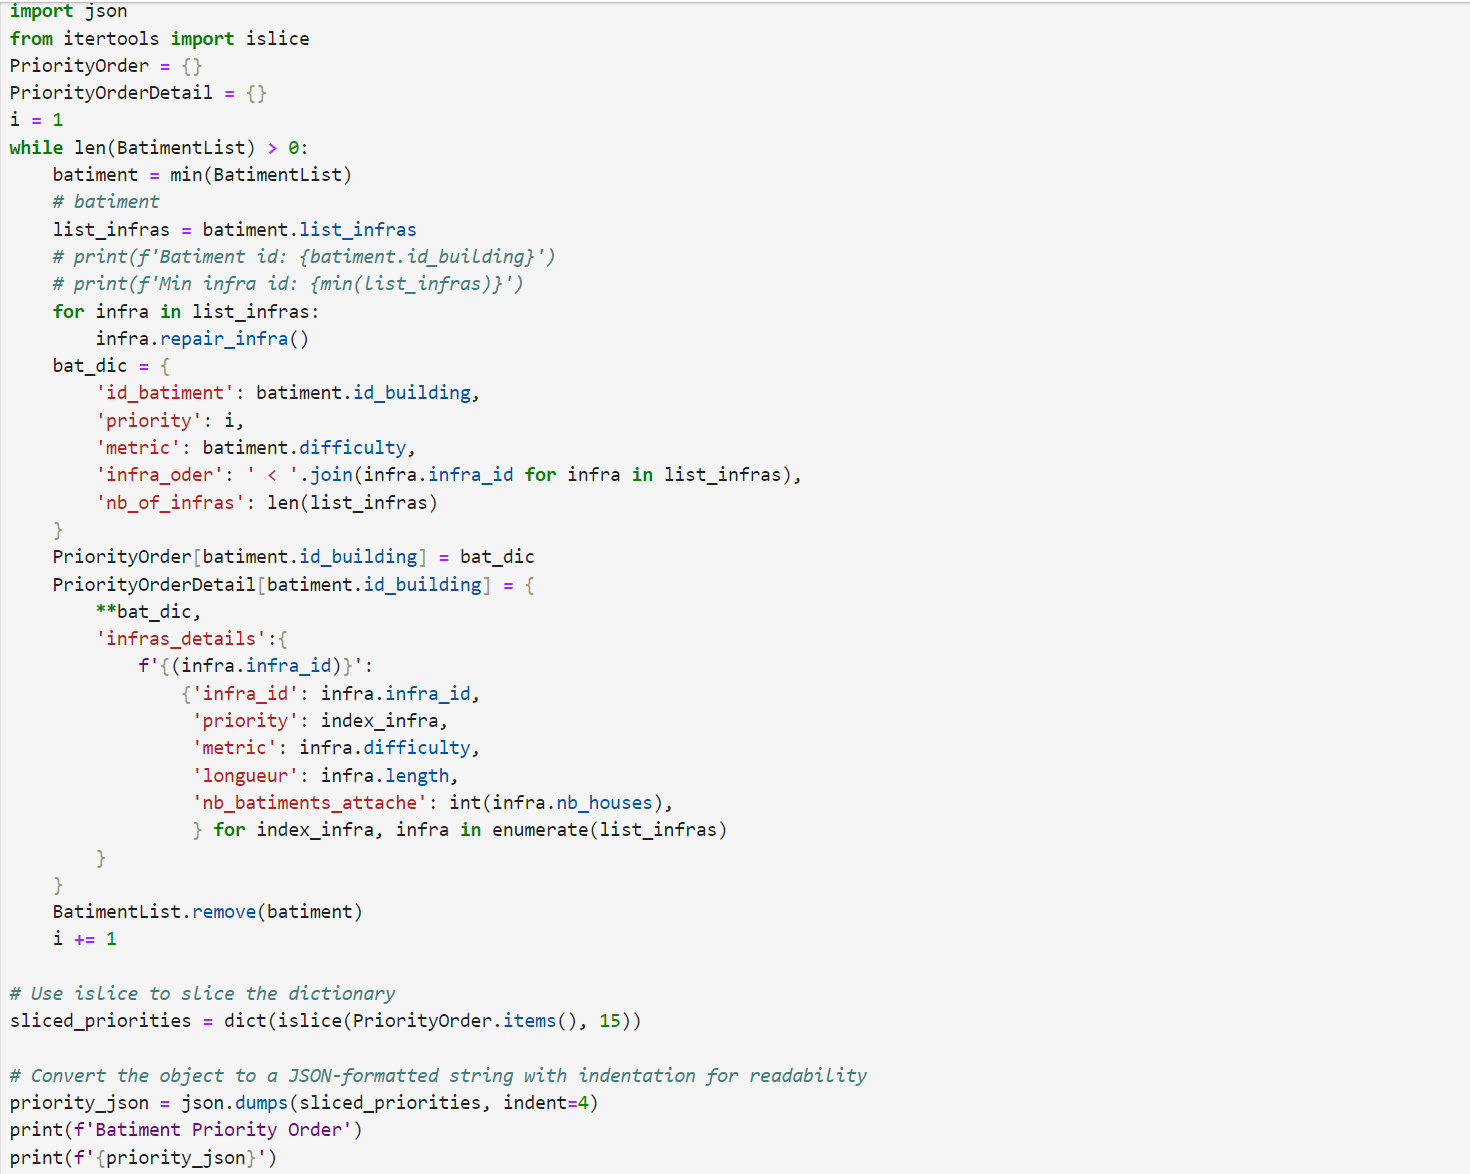 import json
from itertools import islice
PriorityOrder = {}
PriorityOrderDetail = {}
i = 1
while len(BatimentList) > 0:
    batiment = min(BatimentList)
    # batiment
    list_infras = batiment.list_infras
    # print(f'Batiment id: {batiment.id_building}')
    # print(f'Min infra id: {min(list_infras)}')
    for infra in list_infras:
        infra.repair_infra()
    bat_dic = {
        'id_batiment': batiment.id_building,
        'priority': i,
        'metric': batiment.difficulty,
        'infra_oder': ' < '.join(infra.infra_id for infra in list_infras),
        'nb_of_infras': len(list_infras)
    }
    PriorityOrder[batiment.id_building] = bat_dic
    PriorityOrderDetail[batiment.id_building] = {
        **bat_dic,
        'infras_details':{
            f'{(infra.infra_id)}':
                {'infra_id': infra.infra_id,
                 'priority': index_infra,
                 'metric': infra.difficulty,
                 'longueur': infra.length,
                 'nb_batiments_attache': int(infra.nb_houses),
                 } for index_infra, infra in enumerate(list_infras)
        }
    }
    BatimentList.remove(batiment)
    i += 1

# Use islice to slice the dictionary
sliced_priorities = dict(islice(PriorityOrder.items(), 15))

# Convert the object to a JSON-formatted string with indentation for readability
priority_json = json.dumps(sliced_priorities, indent=4)
print(f'Batiment Priority Order')
print(f'{priority_json}')